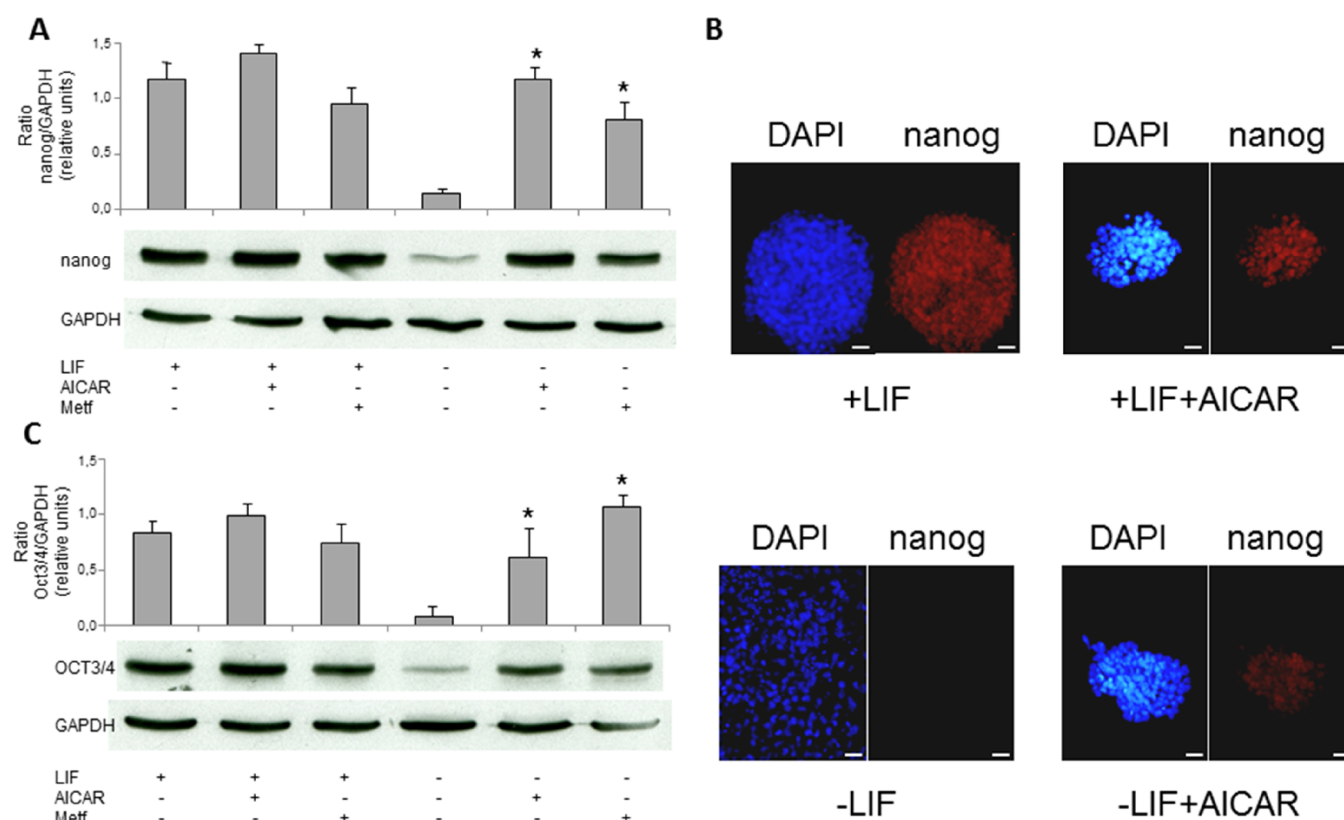 A
Ratio
nanog/GAPDH
(relative units)
1,5
1,0
0,5
0,0
* *
nanog
GAPDH
LIF + + + - - -
AICAR - + - - + -
Metf - - + - - +
B
DAPI nanog
+LIF
DAPI nanog
+LIF+AICAR
DAPI nanog
-LIF
DAPI nanog
-LIF+AICAR
C
Ratio
Oct3/4/GAPDH
(relative units)
1,5
1,0
0,5
0,0
* *
OCT3/4
GAPDH
LIF + + + - - -
AICAR - + - - + -
Metf - - + - - +